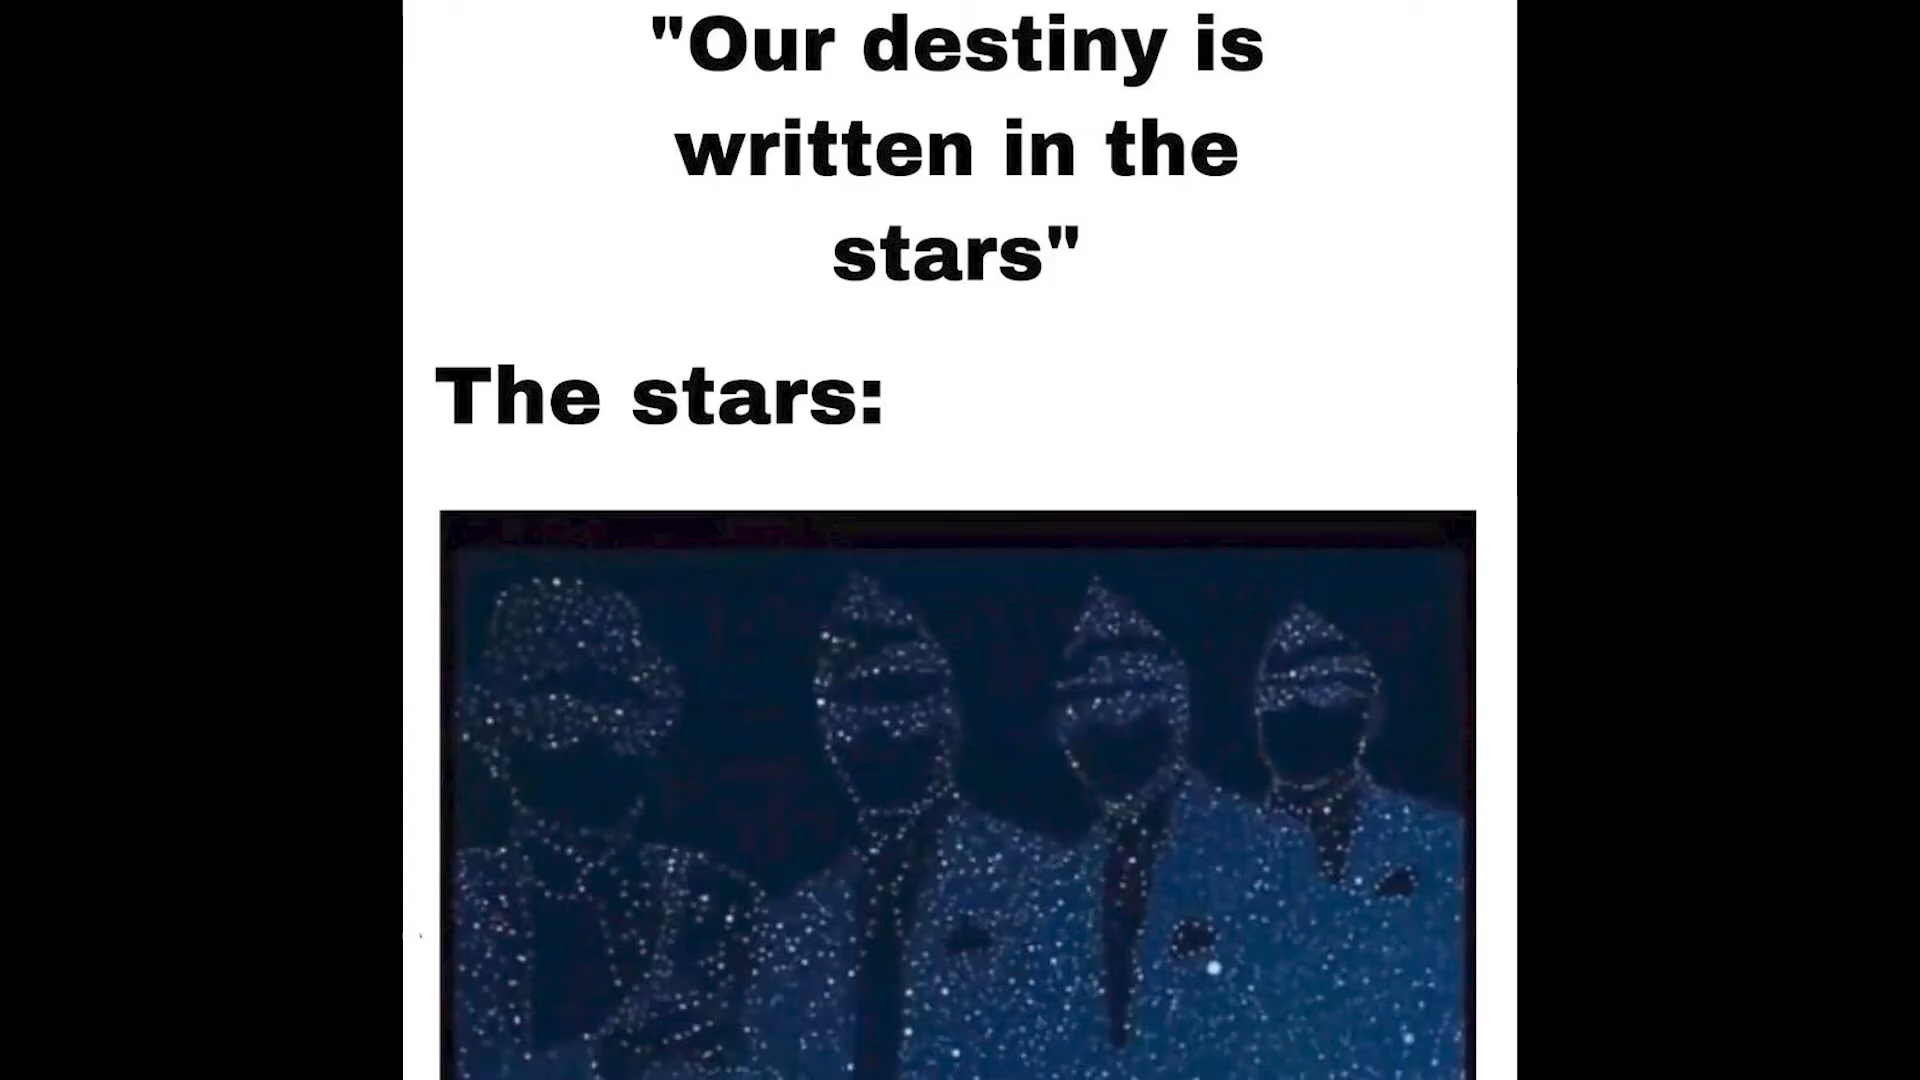 "Our destiny is
written in the
stars"
The stars: